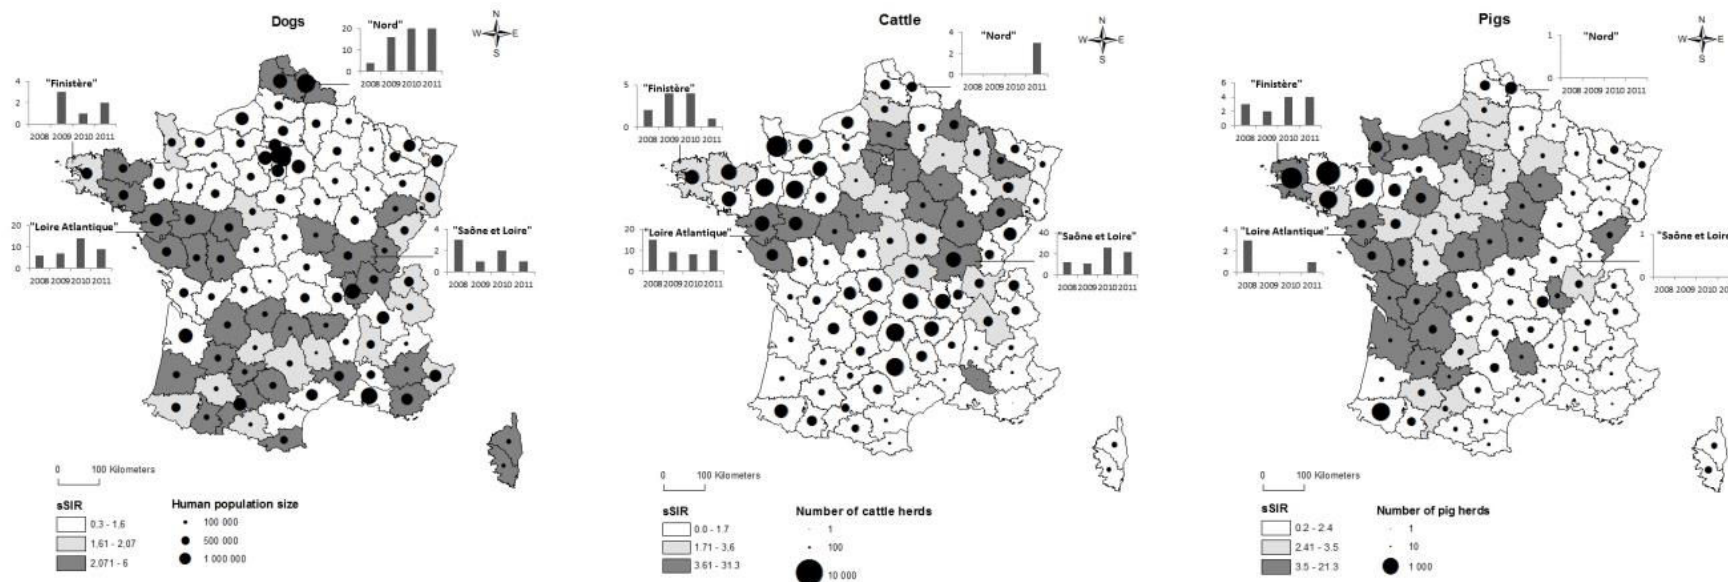 Dogs
"Nord"
20
10
0
2008 2009 2010 2011
N
W E
S
"Finistère"
4
2
0
2008 2009 2010 2011
"Loire Atlantique"
20
10
0
2008 2009 2010 2011
"Saône et Loire"
4
2
0
2008 2009 2010 2011
0 100 Kilometers
sSIR
0.3 - 1.6
1.61 - 2.07
2.071 - 6
Human population size
100 000
500 000
1 000 000
Cattle
"Nord"
4
2
0
2008 2009 2010 2011
N
W E
S
"Finistère"
5
0
2008 2009 2010 2011
"Loire Atlantique"
20
10
0
2008 2009 2010 2011
"Saône et Loire"
40
20
0
2008 2009 2010 2011
0 100 Kilometers
sSIR
0.0 - 1.7
1.71 - 3.6
3.61 - 31.3
Number of cattle herds
1
100
10 000
Pigs
"Nord"
1
0
2008 2009 2010 2011
N
W E
S
"Finistère"
6
4
2
0
2008 2009 2010 2011
"Loire Atlantique"
4
2
0
2008 2009 2010 2011
"Saône et Loire"
1
0
2008 2009 2010 2
0 100 Kilometers
sSIR
0.2 - 2.4
2.41 - 3.5
3.5 - 21.3
Number of pig herds
1
10
1 000